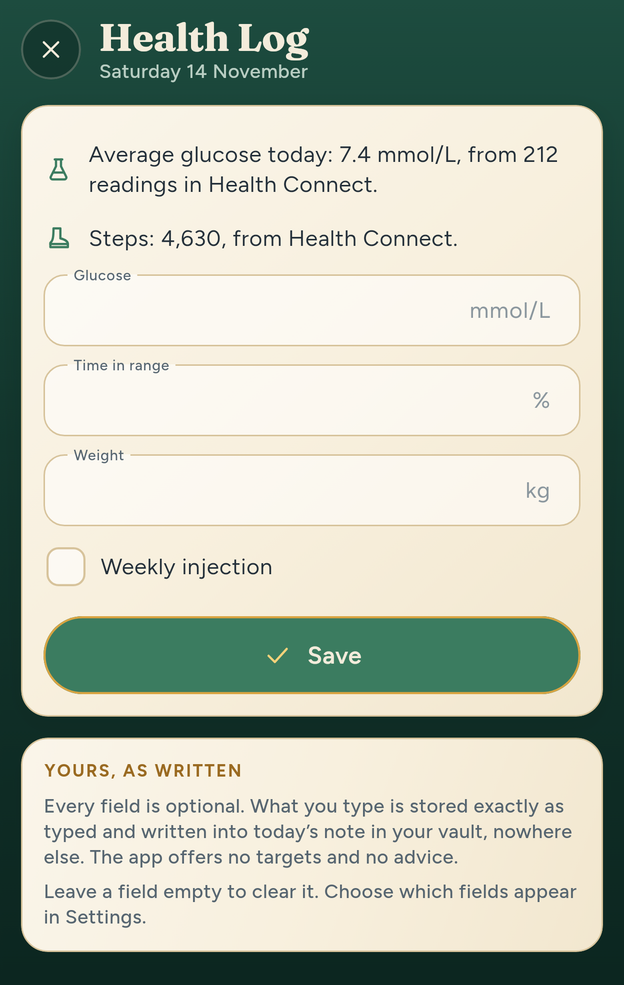 Health Log
Saturday 14 November
Average glucose today: 7.4 mmol/L, from 212
readings in Health Connect.
Steps: 4,630, from Health Connect.
Glucose
mmol/L
Time in range
%
Weight
kg
Weekly injection
Save
YOURS, AS WRITTEN
Every field is optional. What you type is stored exactly as
typed and written into today’s note in your vault, nowhere
else. The app offers no targets and no advice.
Leave a field empty to clear it. Choose which fields appear
in Settings.